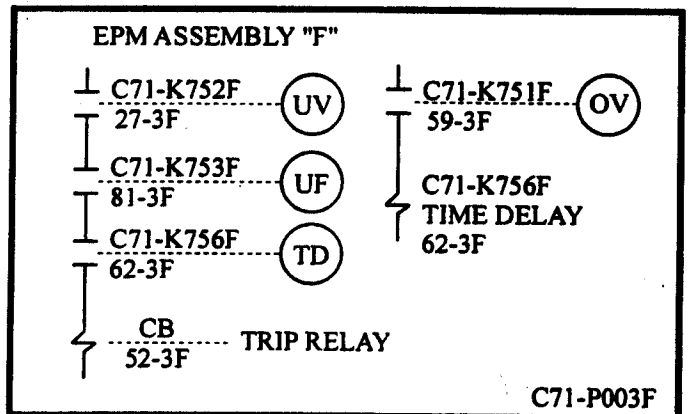 EPM ASSEMBLY "F"
C71-K752F
27-3F
UV
C71-K753F
81-3F
UF
C71-K756F
62-3F
TD
CB
52-3F
TRIP RELAY
C71-K751F
59-3F
OV
C71-K756F
TIME DELAY
62-3F
C71-P003F